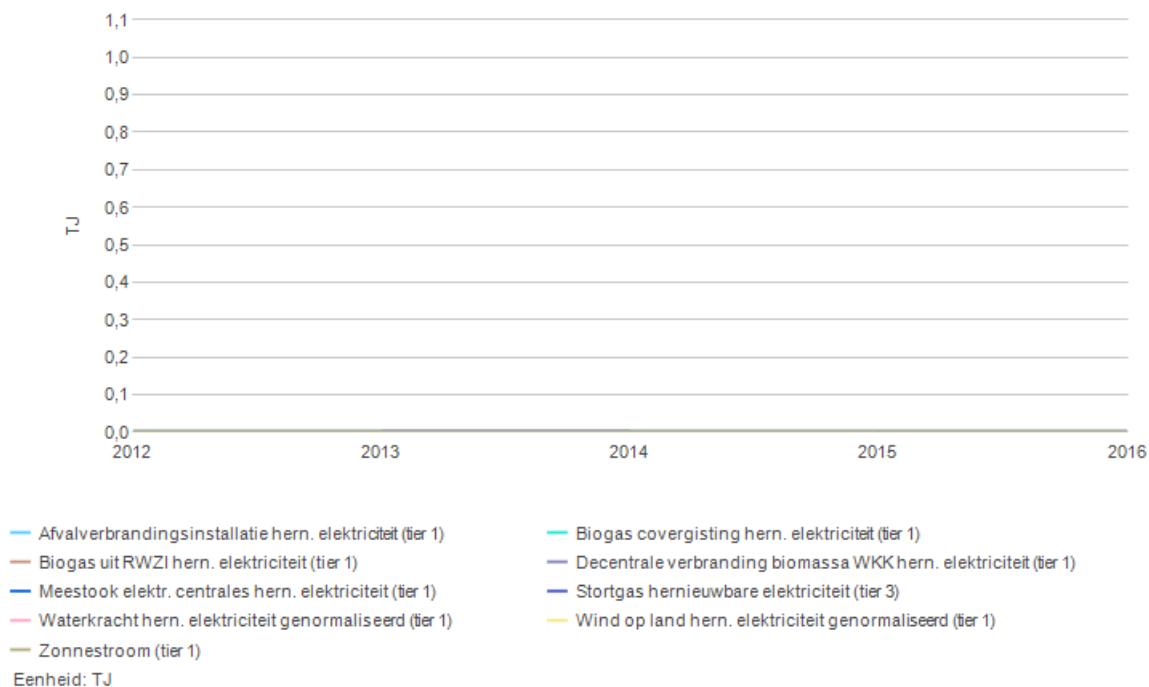 1,1
1,0
0,9
0,8
0,7
0,6
TJ
0,5
0,4
0,3
0,2
0,1
0,0
2012 2013 2014 2015 2016
Afvalverbrandingsinstallatie hern. elektriciteit (tier 1) Biogas covergisting hern. elektriciteit (tier 1)
Biogas uit RWZI hern. elektriciteit (tier 1) Decentrale verbranding biomassa WKK hern. elektriciteit (tier 1)
Meestook elektr. centrales hern. elektriciteit (tier 1) Stortgas hernieuwbare elektriciteit (tier 3)
Waterkracht hern. elektriciteit genormaliseerd (tier 1) Wind op land hern. elektriciteit genormaliseerd (tier 1)
Zonnestroom (tier 1)
Eenheid: TJ